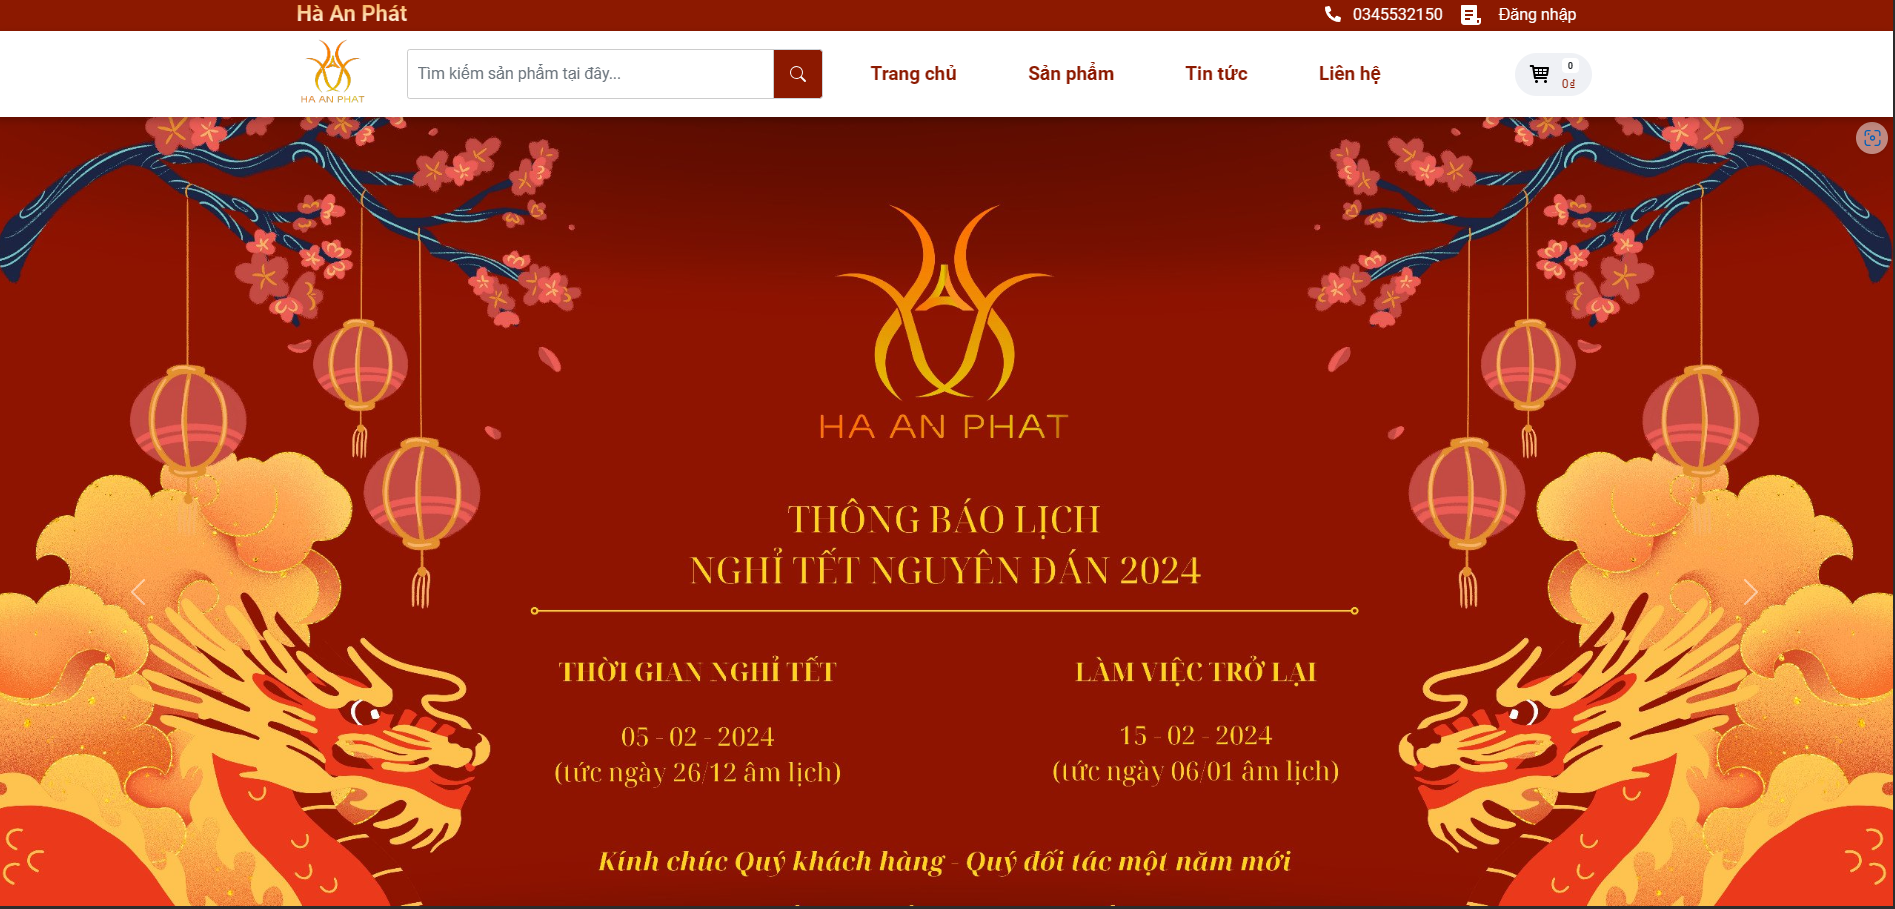 Hà An Phát
0345532150
Đăng nhập
HA AN PHAT
Tìm kiếm sản phẩm tại đây...
Trang chủ
Sản phẩm
Tin tức
Liên hệ
0
0₫
HA AN PHAT
THÔNG BÁO LỊCH
NGHỈ TẾT NGUYÊN ĐÁN 2024
THỜI GIAN NGHỈ TẾT
05 - 02 - 2024
(tức ngày 26/12 âm lịch)
LÀM VIỆC TRỞ LẠI
15 - 02 - 2024
(tức ngày 06/01 âm lịch)
Kính chúc Quý khách hàng - Quý đối tác một năm mới